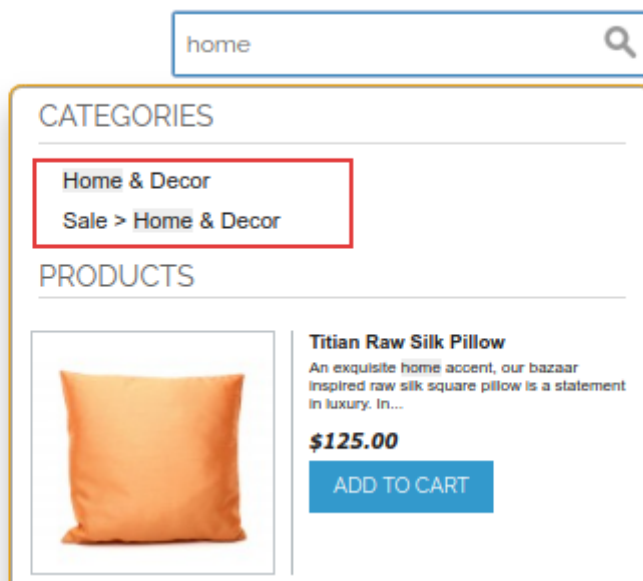 home
CATEGORIES
Home & Decor
Sale > Home & Decor
PRODUCTS
Titian Raw Silk Pillow
An exquisite home accent, our bazaar
inspired raw silk square pillow is a statement
in luxury. In...
$125.00
ADD TO CART